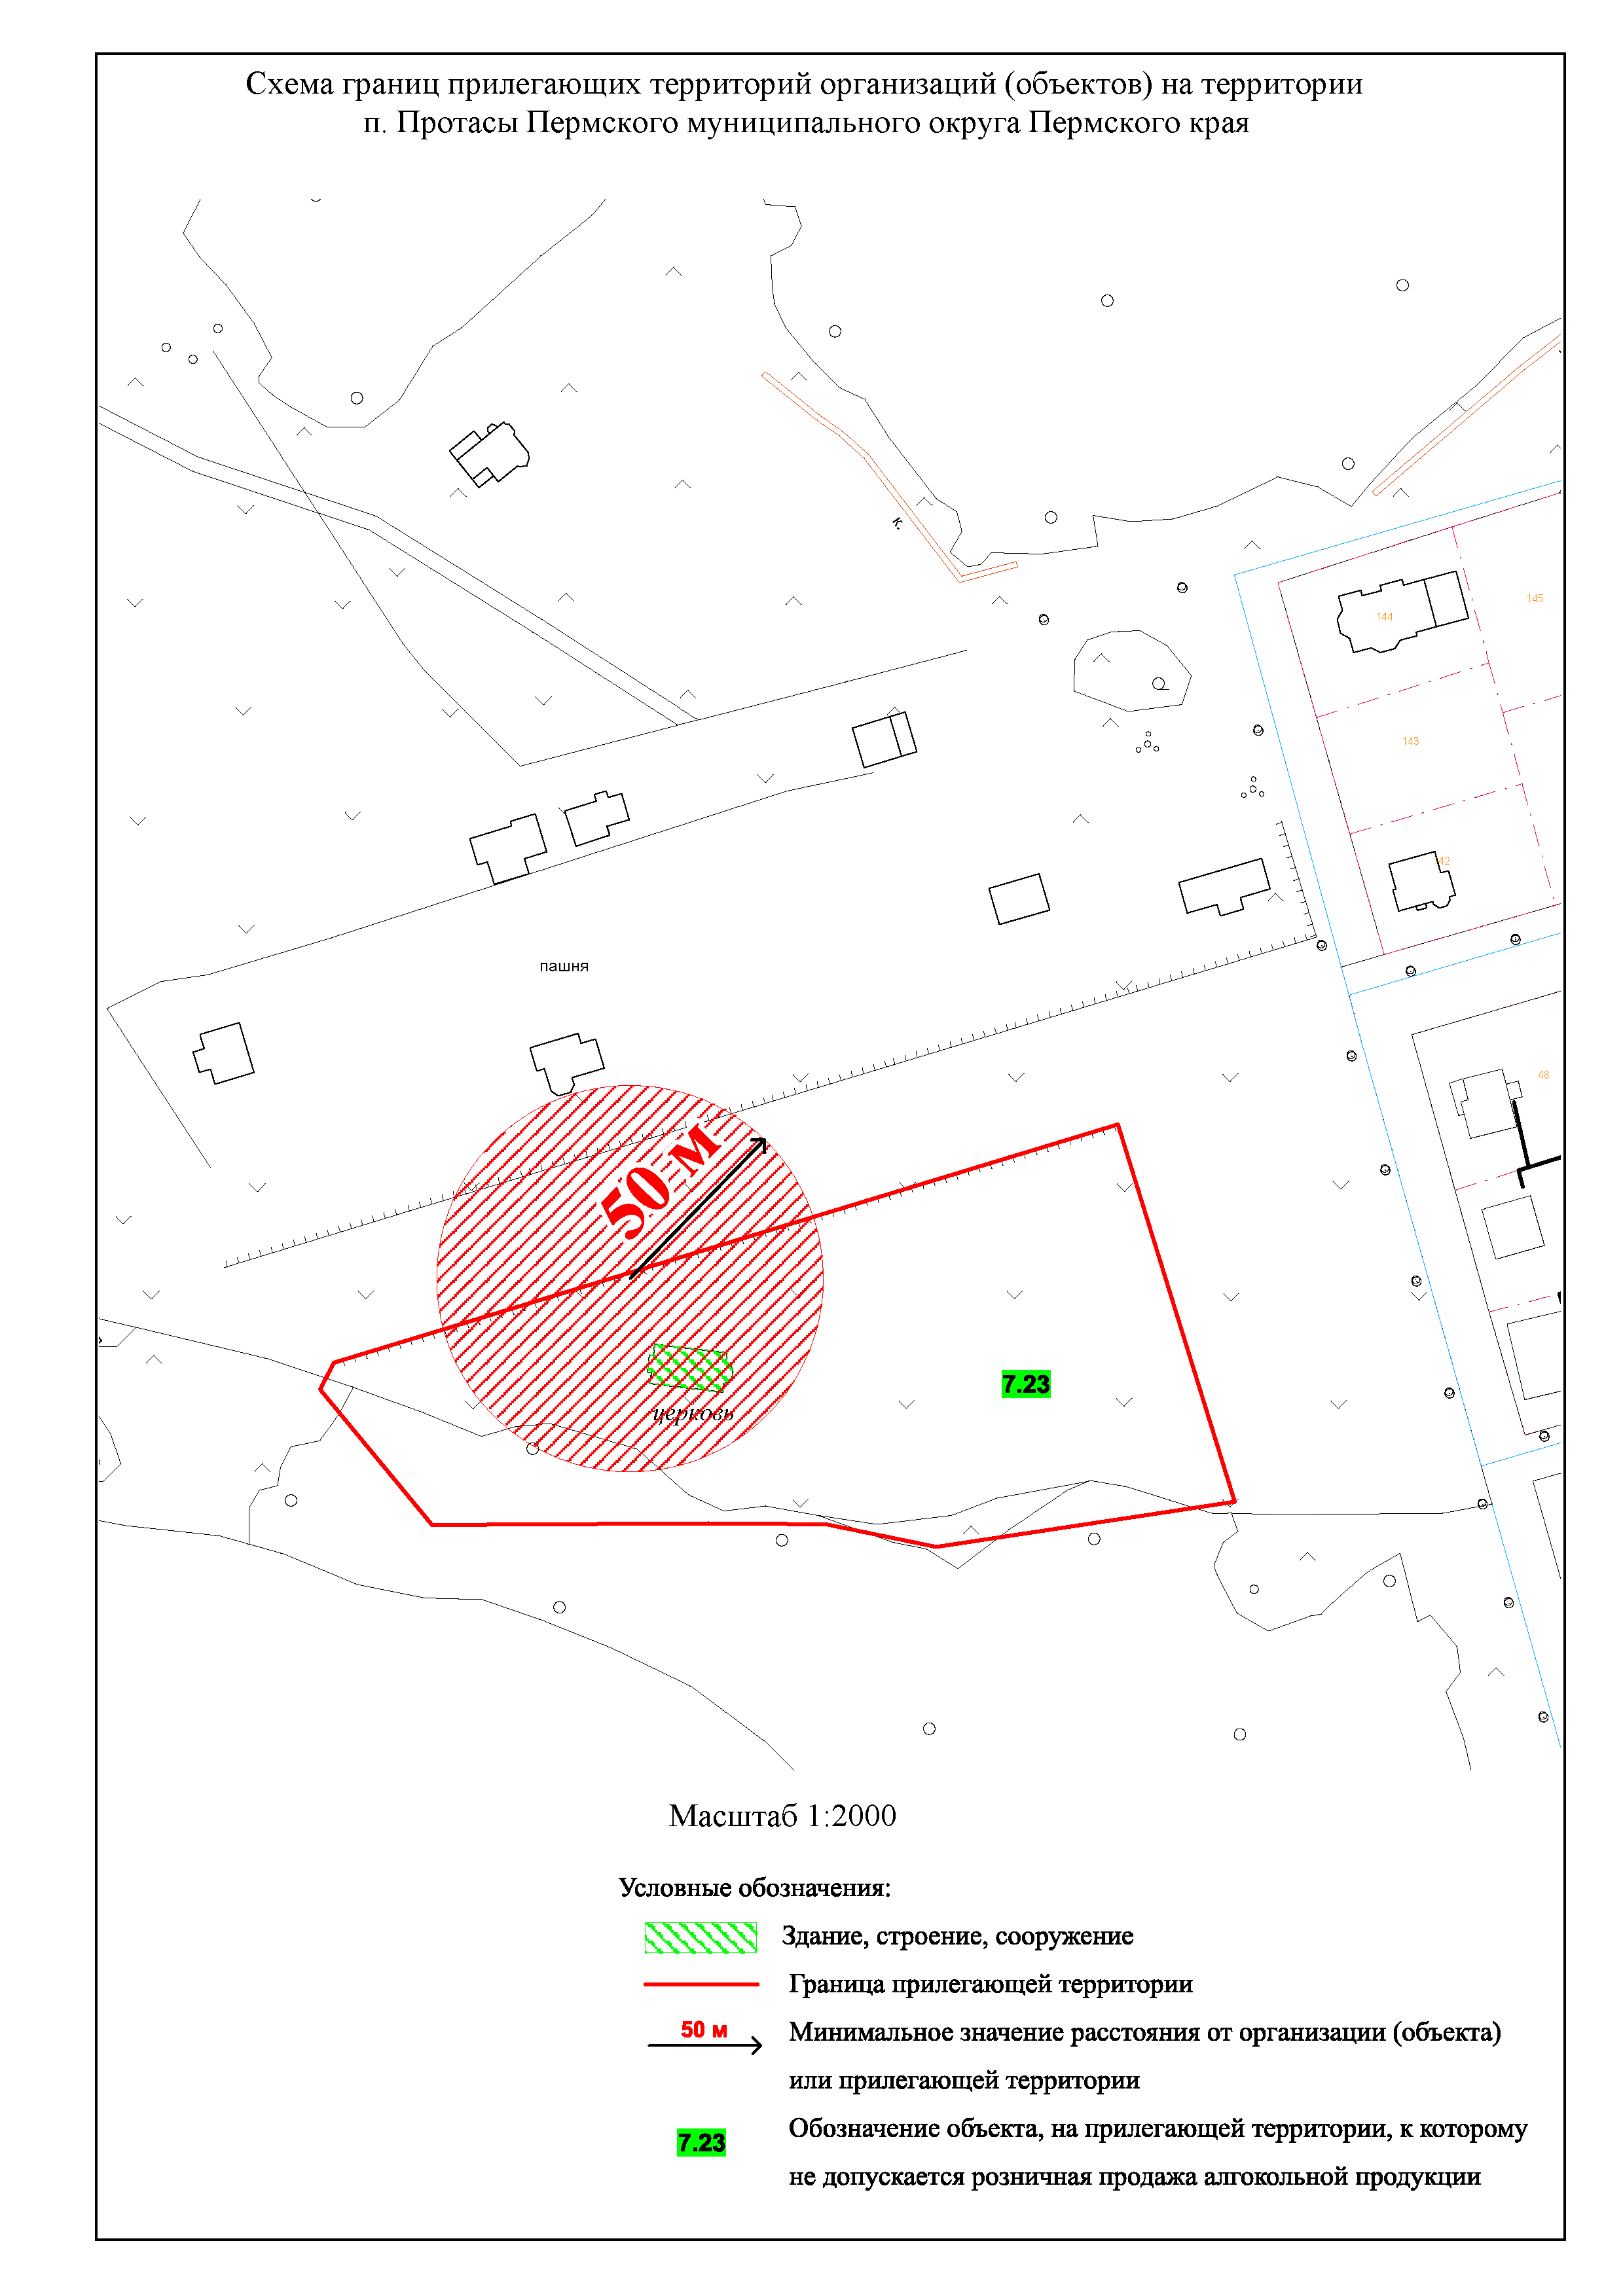 Схема границ прилегающих территорий организаций (объектов) на территории
п. Протасы Пермского муниципального округа Пермского края
к.
144
145
143
142
пашня
48
50 м
7.23
церковь
Масштаб 1:2000
Условные обозначения:
Здание, строение, сооружение
Граница прилегающей территории
50 м
Минимальное значение расстояния от организации (объекта)
или прилегающей территории
7.23
Обозначение объекта, на прилегающей территории, к которому
не допускается розничная продажа алгокольной продукции